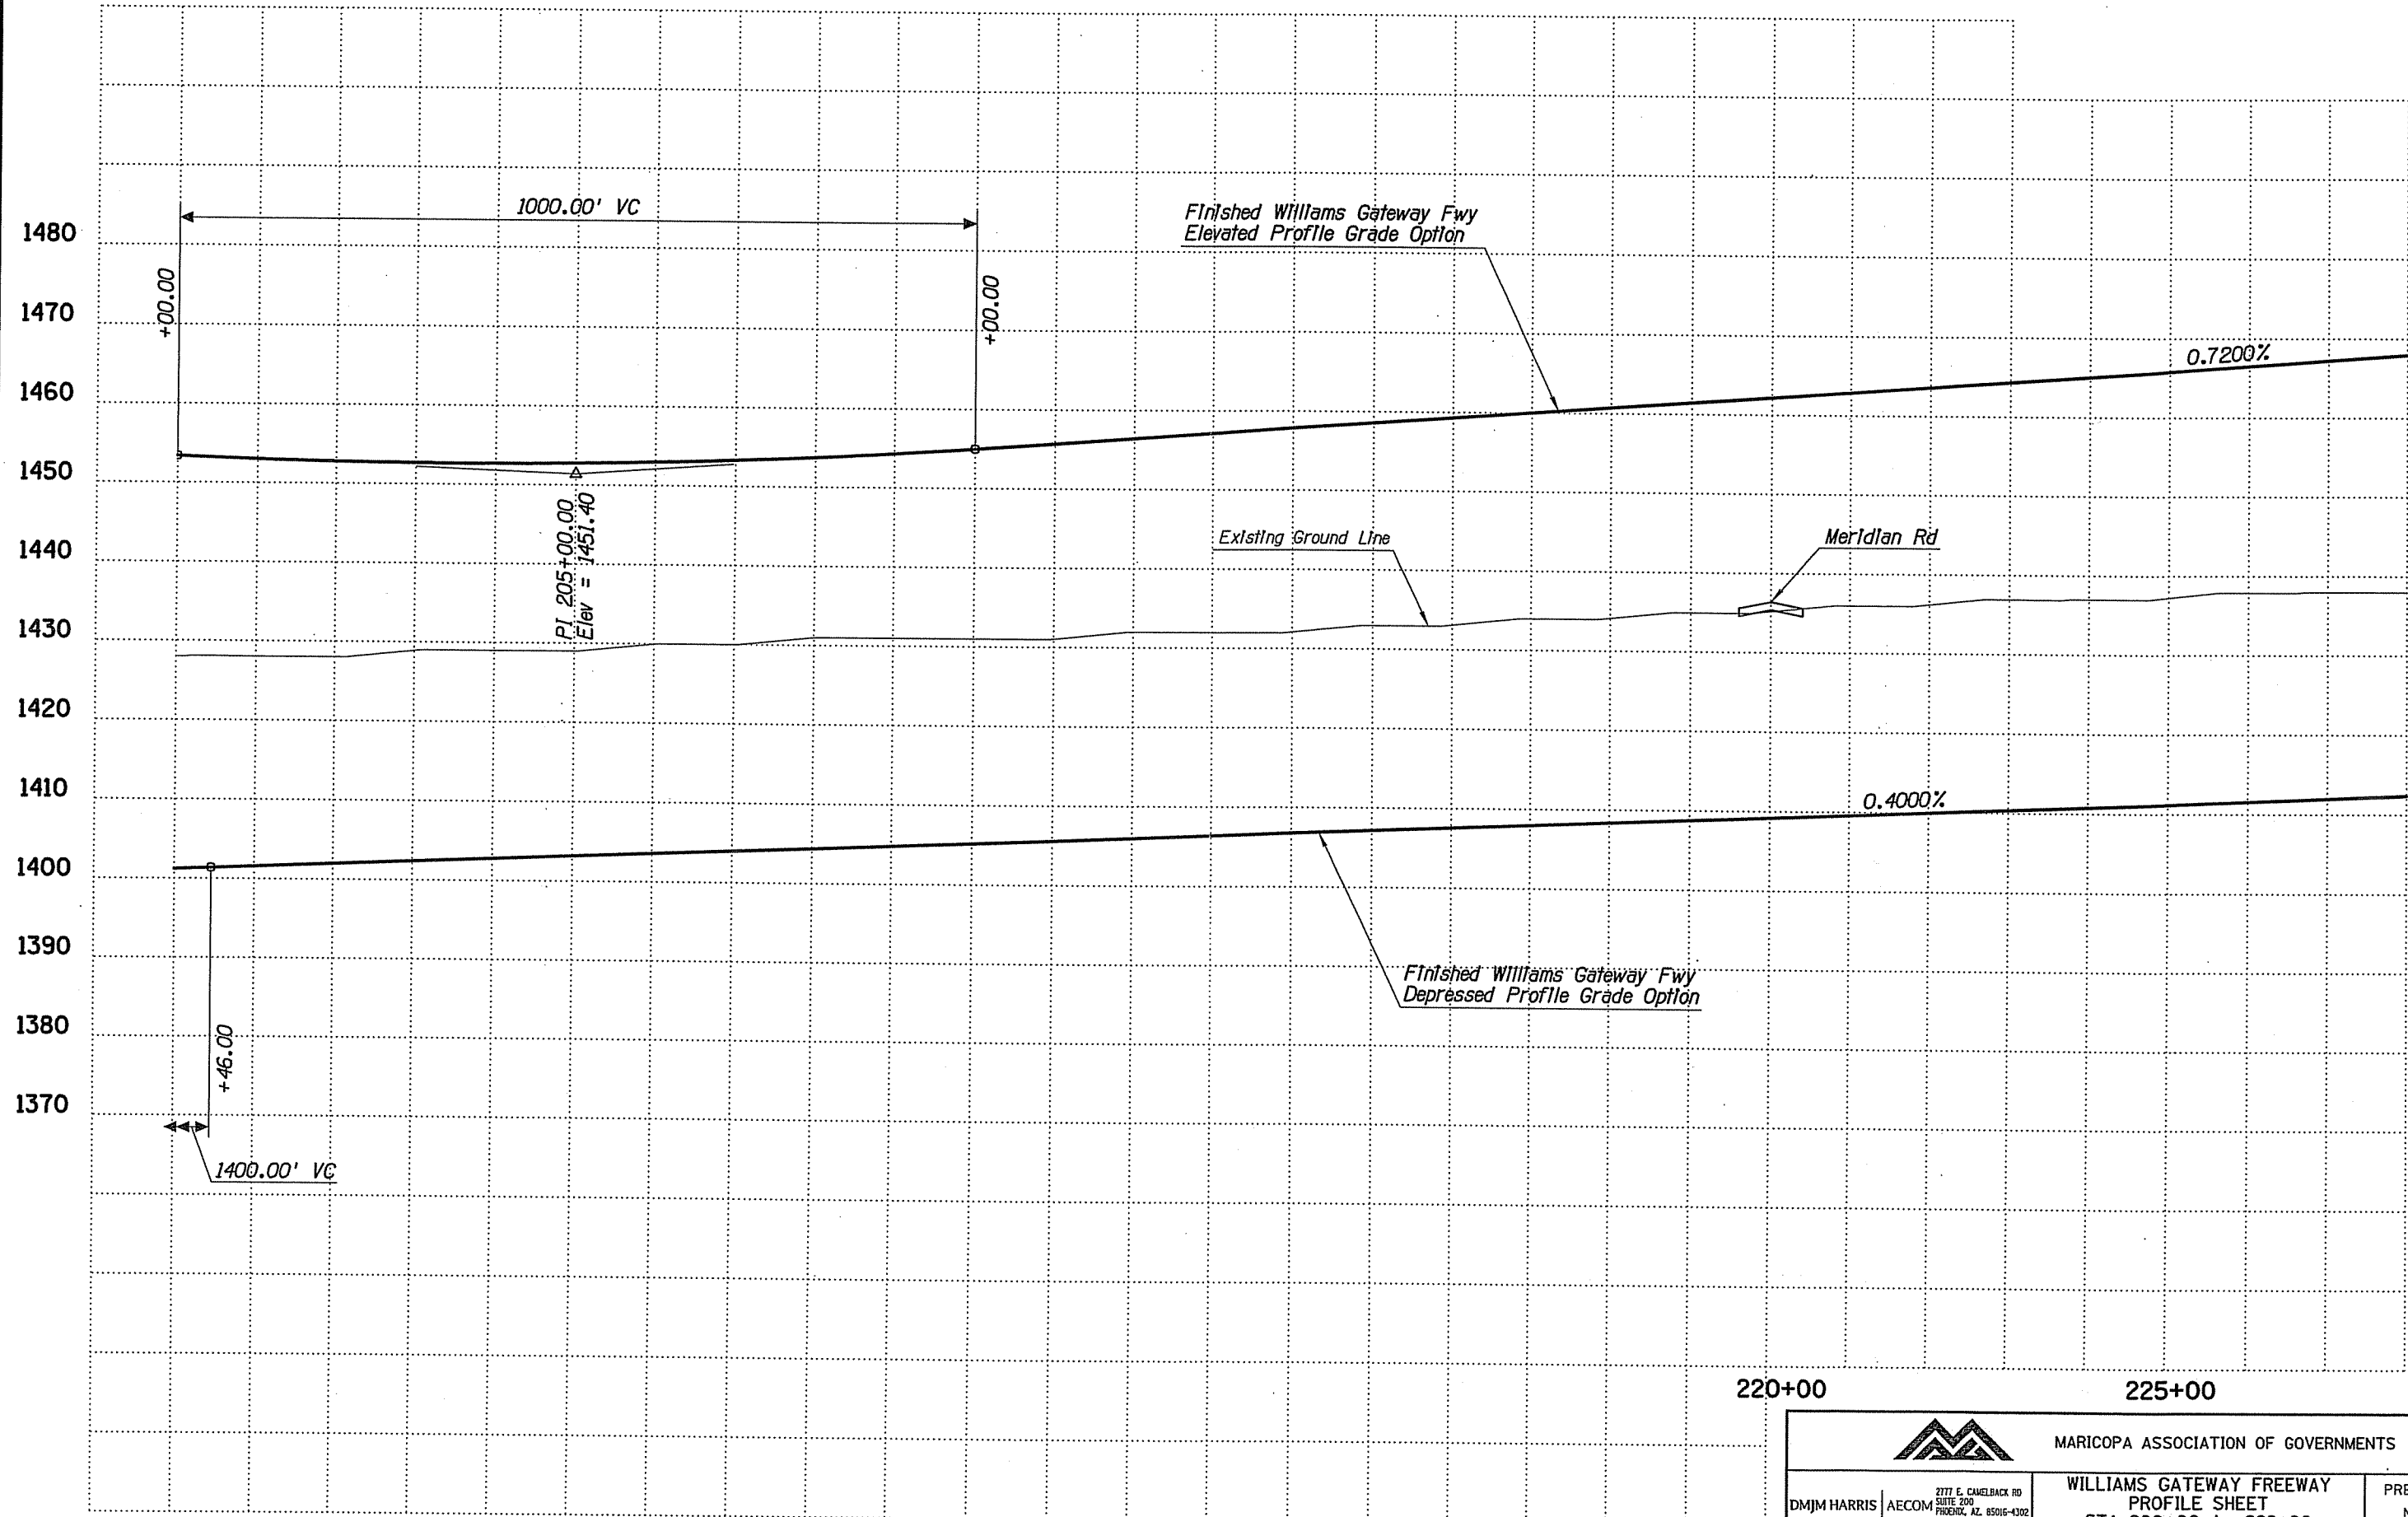 1000.00' VC
Finished Williams Gateway Fwy
Elevated Profile Grade Option
1480
1470
1460
1450
1440
1430
1420
1410
1400
1390
1380
1370
+00.00
+00.00
0.7200%
PI 205+00.00
Elev = 1451.40
Existing Ground Line
Meridian Rd
0.4000%
Finished Williams Gateway Fwy
Depressed Profile Grade Option
+46.00
1400.00' VC
220+00
225+00
MARICOPA ASSOCIATION OF GOVERNMENTS
DMJM HARRIS
AECOM
2777 E. CAMELBACK RD
SUITE 200
PHOENIX, AZ. 85016-4302
WILLIAMS GATEWAY FREEWAY
PROFILE SHEET